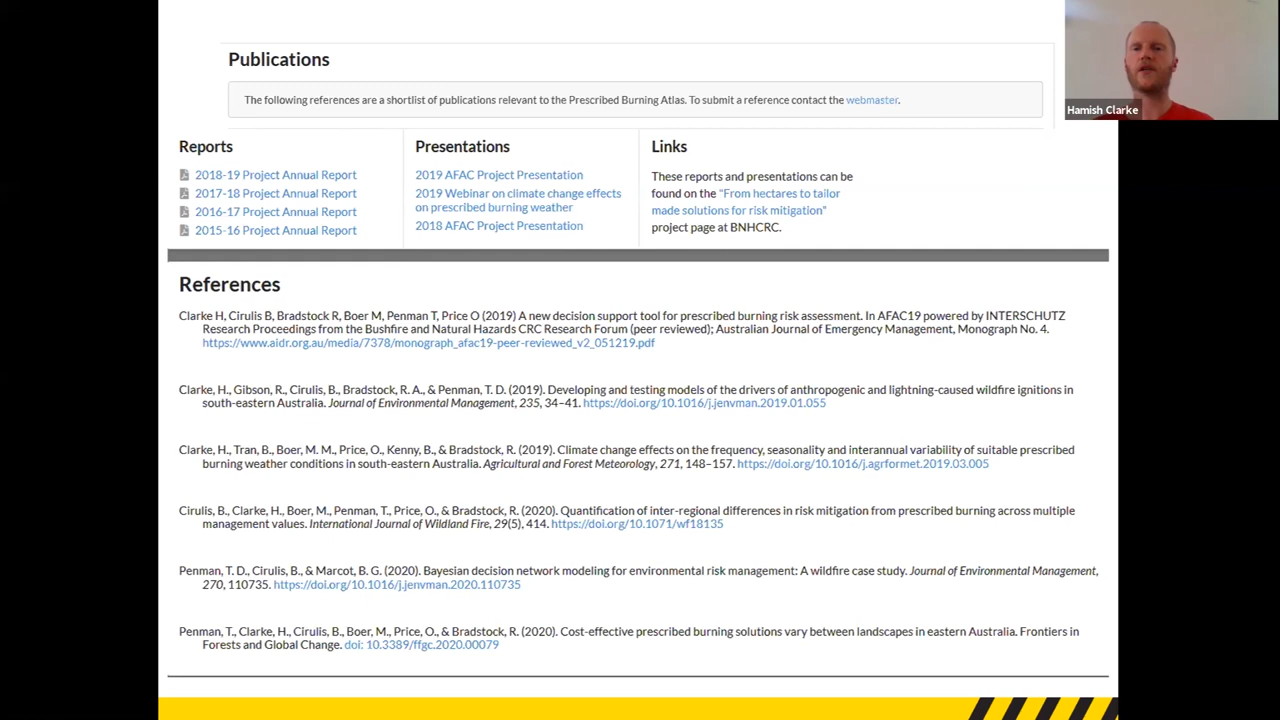 Publications
The following references are a shortlist of publications relevant to the Prescribed Burning Atlas. To submit a reference contact the webmaster.
Hamish Clarke
Reports
2018-19 Project Annual Report
2017-18 Project Annual Report
2016-17 Project Annual Report
2015-16 Project Annual Report
Presentations
2019 AFAC Project Presentation
2019 Webinar on climate change effects
on prescribed burning weather
2018 AFAC Project Presentation
Links
These reports and presentations can be
found on the "From hectares to tailor
made solutions for risk mitigation"
project page at BNHCRC.
References
Clarke H, Cirulis B, Bradstock R, Boer M, Penman T, Price O (2019) A new decision support tool for prescribed burning risk assessment. In AFAC19 powered by INTERSCHUTZ
Research Proceedings from the Bushfire and Natural Hazards CRC Research Forum (peer reviewed); Australian Journal of Emergency Management, Monograph No. 4.
https://www.aidr.org.au/media/7378/monograph_afac19-peer-reviewed_v2_051219.pdf
Clarke, H., Gibson, R., Cirulis, B., Bradstock, R. A., & Penman, T. D. (2019). Developing and testing models of the drivers of anthropogenic and lightning-caused wildfire ignitions in
south-eastern Australia. Journal of Environmental Management, 235, 34–41. https://doi.org/10.1016/j.jenvman.2019.01.055
Clarke, H., Tran, B., Boer, M. M., Price, O., Kenny, B., & Bradstock, R. (2019). Climate change effects on the frequency, seasonality and interannual variability of suitable prescribed
burning weather conditions in south-eastern Australia. Agricultural and Forest Meteorology, 271, 148–157. https://doi.org/10.1016/j.agrformet.2019.03.005
Cirulis, B., Clarke, H., Boer, M., Penman, T., Price, O., & Bradstock, R. (2020). Quantification of inter-regional differences in risk mitigation from prescribed burning across multiple
management values. International Journal of Wildland Fire, 29(5), 414. https://doi.org/10.1071/wf18135
Penman, T. D., Cirulis, B., & Marcot, B. G. (2020). Bayesian decision network modeling for environmental risk management: A wildfire case study. Journal of Environmental Management,
270, 110735. https://doi.org/10.1016/j.jenvman.2020.110735
Penman, T., Clarke, H., Cirulis, B., Boer, M., Price, O., & Bradstock, R. (2020). Cost-effective prescribed burning solutions vary between landscapes in eastern Australia. Frontiers in
Forests and Global Change. doi: 10.3389/ffgc.2020.00079